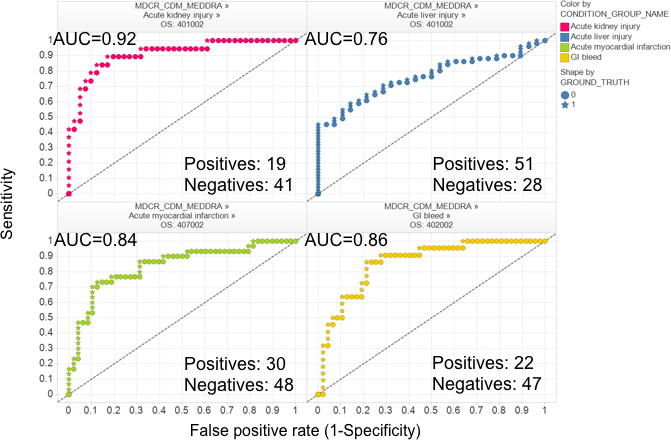 MDCR_CDM_MEDDRA »
Acute kidney injury »
OS: 401002
MDCR_CDM_MEDDRA »
Acute liver injury »
OS: 401002
Color by
CONDITION_GROUP_NAME
Acute kidney injury
Acute liver injury
Acute myocardial infarction
GI bleed
Shape by
GROUND_TRUTH
0
1
AUC=0.92
AUC=0.76
1
0.9
0.8
0.7
0.6
0.5
0.4
0.3
0.2
0.1
0
Positives: 19
Negatives: 41
Positives: 51
Negatives: 28
Sensitivity
MDCR_CDM_MEDDRA »
Acute myocardial infarction »
OS: 407002
MDCR_CDM_MEDDRA »
GI bleed »
OS: 402002
AUC=0.84
AUC=0.86
1
0.9
0.8
0.7
0.6
0.5
0.4
0.3
0.2
0.1
0
Positives: 30
Negatives: 48
Positives: 22
Negatives: 47
0 0.1 0.2 0.3 0.4 0.5 0.6 0.7 0.8 0.9 1
0 0.1 0.2 0.3 0.4 0.5 0.6 0.7 0.8 0.9 1
False positive rate (1-Specificity)